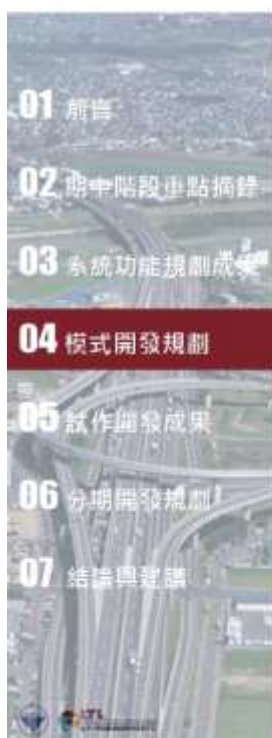 01 前言
02 期中階段重點摘錄
03 系統功能規劃成果
04 模式開發規劃
05 試作開發成果
06 分期開發規劃
07 結論與建議